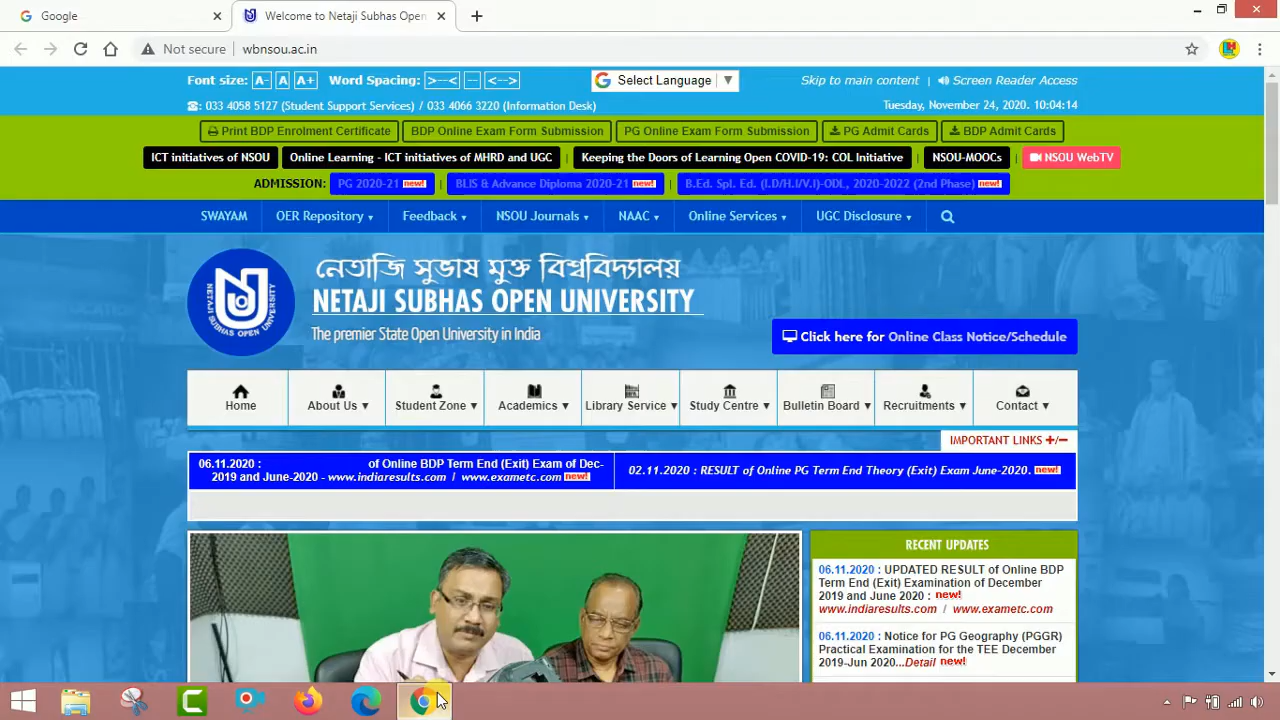 Google
Welcome to Netaji Subhas Open
Not secure
wbnsou.ac.in
Font size: A- A A+ Word Spacing: >--< -- <-->
Select Language ▼
Skip to main content | Screen Reader Access
☎: 033 4058 5127 (Student Support Services) / 033 4066 3220 (Information Desk)
Tuesday, November 24, 2020. 10:04:14
Print BDP Enrolment Certificate
BDP Online Exam Form Submission
PG Online Exam Form Submission
PG Admit Cards
BDP Admit Cards
ICT initiatives of NSOU
Online Learning - ICT initiatives of MHRD and UGC
Keeping the Doors of Learning Open COVID-19: COL Initiative
NSOU-MOOCs
NSOU WebTV
ADMISSION: PG 2020-21 new! | BLIS & Advance Diploma 2020-21 new! | B.Ed. Spl. Ed. (I.D/H.I/V.I)-ODL, 2020-2022 (2nd Phase) new!
SWAYAM
OER Repository
Feedback
NSOU Journals
NAAC
Online Services
UGC Disclosure
NETAJI SUBHAS OPEN UNIVERSITY
নেতাজি সুভাষ মুক্ত বিশ্ববিদ্যালয়
NETAJI SUBHAS OPEN UNIVERSITY
The premier State Open University in India
Click here for Online Class Notice/Schedule
Home
About Us ▾
Student Zone ▾
Academics ▾
Library Service ▾
Study Centre ▾
Bulletin Board ▾
Recruitments ▾
Contact ▾
IMPORTANT LINKS +/−
06.11.2020 : of Online BDP Term End (Exit) Exam of Dec-
2019 and June-2020 - www.indiaresults.com / www.exametc.com new!
02.11.2020 : RESULT of Online PG Term End Theory (Exit) Exam June-2020. new!
RECENT UPDATES
06.11.2020 : UPDATED RESULT of Online BDP
Term End (Exit) Examination of December
2019 and June 2020 : new!
www.indiaresults.com / www.exametc.com
06.11.2020 : Notice for PG Geography (PGGR)
Practical Examination for the TEE December
2019-Jun 2020...Detail new!